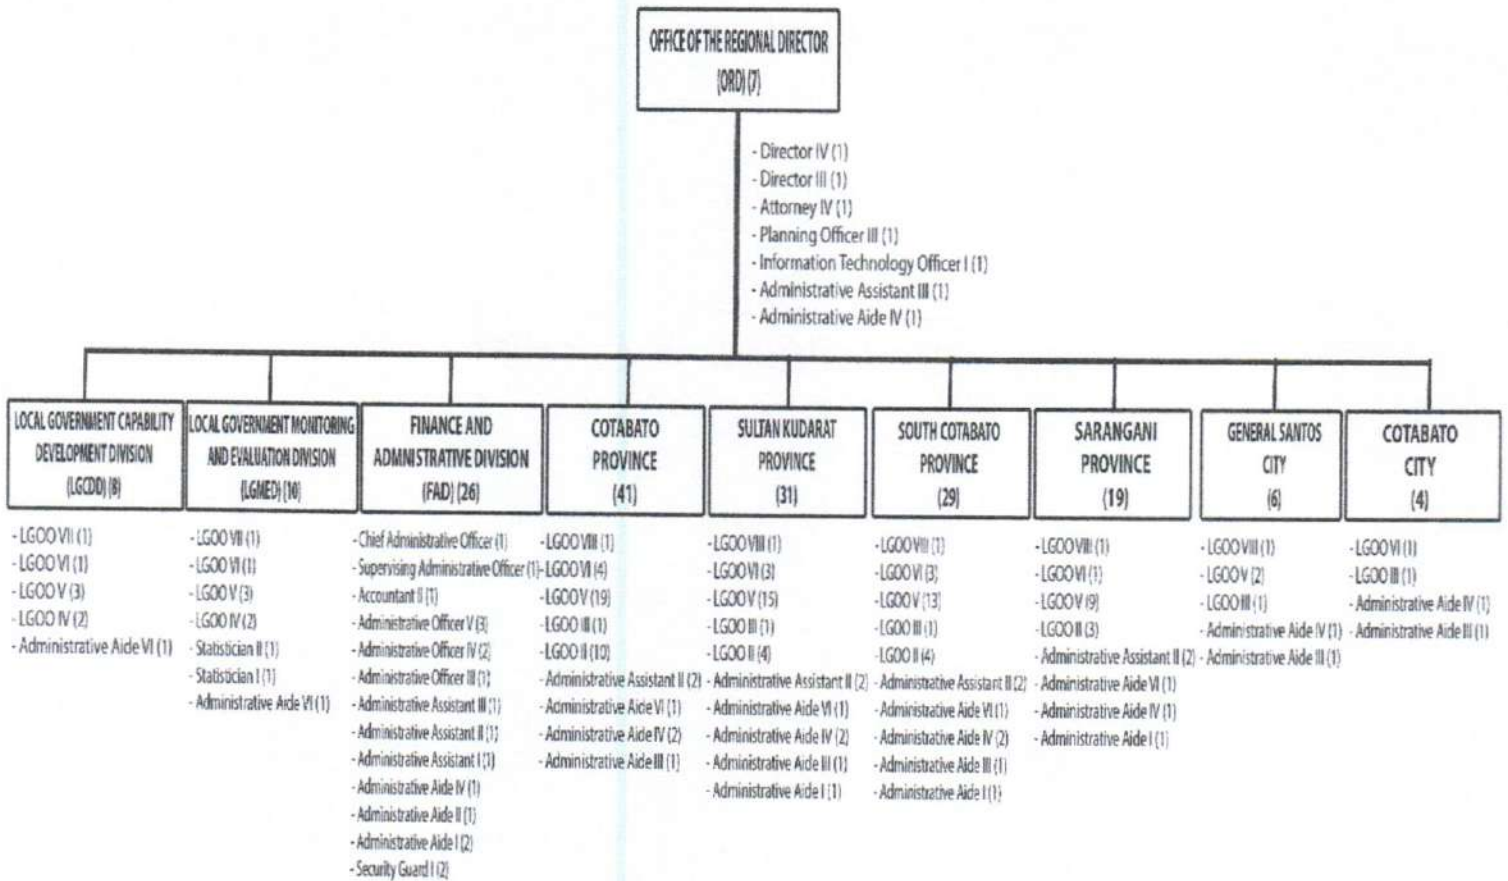 OFFICE OF THE REGIONAL DIRECTOR
(ORD) (7)
- Director IV (1)
- Director III (1)
- Attorney IV (1)
- Planning Officer III (1)
- Information Technology Officer I (1)
- Administrative Assistant III (1)
- Administrative Aide IV (1)
LOCAL GOVERNMENT CAPABILITY
DEVELOPMENT DIVISION
(LGCDD) (8)
- LGOO VII (1)
- LGOO VI (1)
- LGOO V (3)
- LGOO IV (2)
- Administrative Aide VI (1)
LOCAL GOVERNMENT MONITORING
AND EVALUATION DIVISION
(LGMED) (10)
- LGOO VII (1)
- LGOO VI (1)
- LGOO V (3)
- LGOO IV (2)
- Statistician II (1)
- Statistician I (1)
- Administrative Aide VI (1)
FINANCE AND
ADMNISTRATIVE DIVISION
(FAD) (26)
- Chief Administrative Officer (1)
- Supervising Administrative Officer (1)
- Accountant II (1)
- Administrative Officer V (3)
- Administrative Officer IV (2)
- Administrative Officer III (1)
- Administrative Assistant III (1)
- Administrative Assistant II (1)
- Administrative Assistant I (1)
- Administrative Aide IV (1)
- Administrative Aide II (1)
- Administrative Aide I (2)
- Security Guard I (2)
COTABATO
PROVINCE
(41)
- LGOO VIII (1)
- LGOO VI (4)
- LGOO V (19)
- LGOO III (1)
- LGOO II (10)
- Administrative Assistant II (2)
- Administrative Aide VI (1)
- Administrative Aide IV (2)
- Administrative Aide III (1)
SULTAN KUDARAT
PROVINCE
(31)
- LGOO VIII (1)
- LGOO VI (3)
- LGOO V (15)
- LGOO III (1)
- LGOO II (4)
- Administrative Assistant II (2)
- Administrative Aide VI (1)
- Administrative Aide IV (2)
- Administrative Aide III (1)
- Administrative Aide I (1)
SOUTH COTABATO
PROVINCE
(29)
- LGOO VIII (1)
- LGOO VI (3)
- LGOO V (13)
- LGOO III (1)
- LGOO II (4)
- Administrative Assistant II (2)
- Administrative Aide VI (1)
- Administrative Aide IV (2)
- Administrative Aide III (1)
- Administrative Aide I (1)
SARANGANI
PROVINCE
(19)
- LGOO VIII (1)
- LGOO VI (1)
- LGOO V (9)
- LGOO II (3)
- Administrative Assistant II (2)
- Administrative Aide VI (1)
- Administrative Aide IV (1)
- Administrative Aide I (1)
GENERAL SANTOS
CITY
(6)
- LGOO VIII (1)
- LGOO V (2)
- LGOO III (1)
- Administrative Aide IV (1)
- Administrative Aide III (1)
COTABATO
CITY
(4)
- LGOO VI (1)
- LGOO III (1)
- Administrative Aide IV (1)
- Administrative Aide III (1)